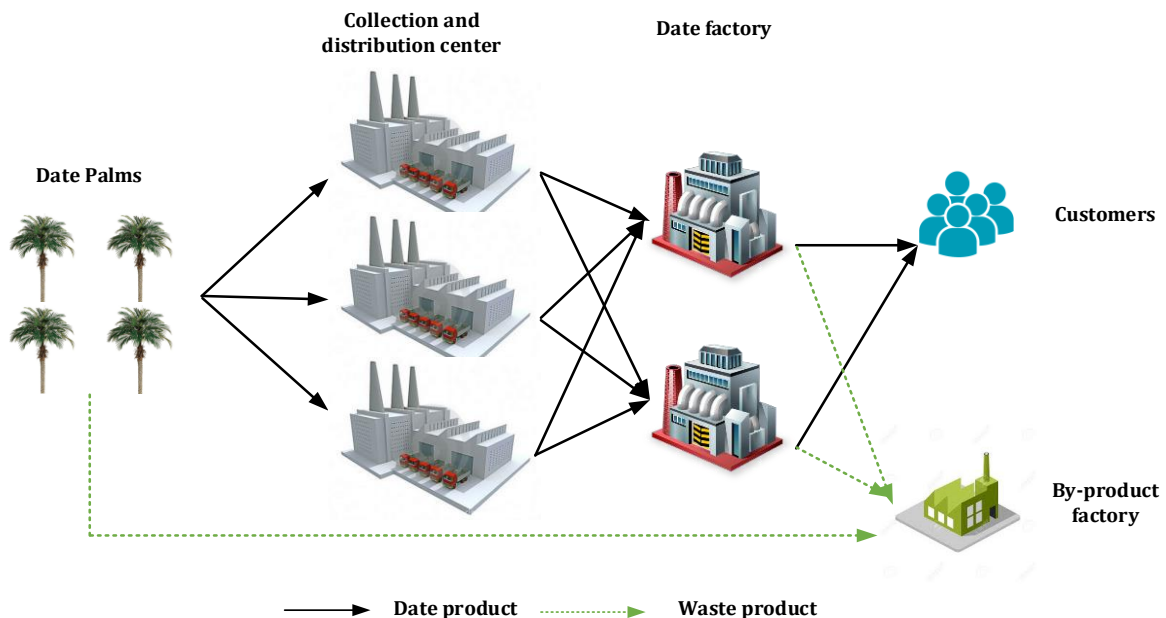 Collection and
distribution center
Date factory
Date Palms
Customers
By-product
factory
Date product
Waste product